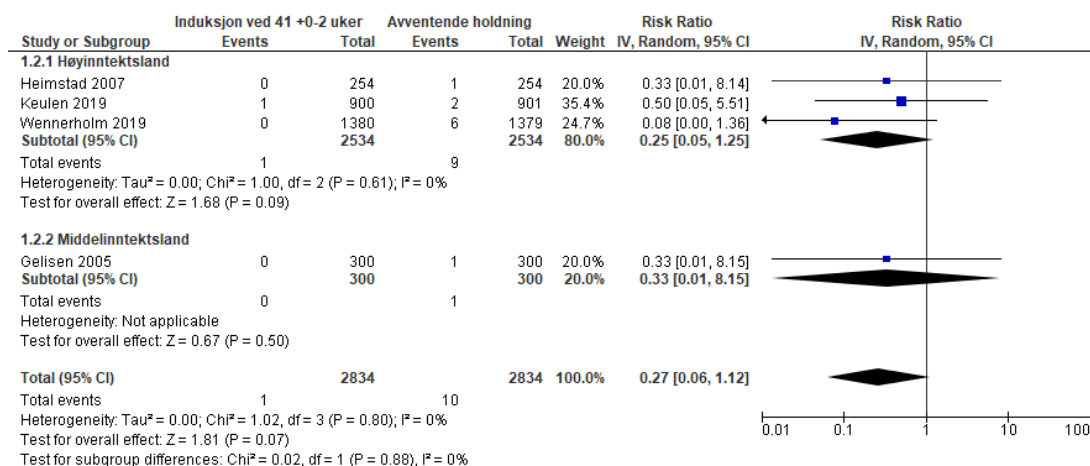 Induksjon ved 41 +0-2 uker Avventende holdning Risk Ratio Risk Ratio
Study or Subgroup Events Total Events Total Weight IV, Random, 95% CI IV, Random, 95% CI
1.2.1 Høyinntektsland
Heimstad 2007 0 254 1 254 20.0% 0.33 [0.01, 8.14]
Keulen 2019 1 900 2 901 35.4% 0.50 [0.05, 5.51]
Wennerholm 2019 0 1380 6 1379 24.7% 0.08 [0.00, 1.36]
Subtotal (95% CI) 2534 2534 80.0% 0.25 [0.05, 1.25]
Total events 1 9
Heterogeneity: Tau² = 0.00; Chi² = 1.00, df = 2 (P = 0.61); I² = 0%
Test for overall effect: Z = 1.68 (P = 0.09)
1.2.2 Middelinntektsland
Gelisen 2005 0 300 1 300 20.0% 0.33 [0.01, 8.15]
Subtotal (95% CI) 300 300 20.0% 0.33 [0.01, 8.15]
Total events 0 1
Heterogeneity: Not applicable
Test for overall effect: Z = 0.67 (P = 0.50)
Total (95% CI) 2834 2834 100.0% 0.27 [0.06, 1.12]
Total events 1 10
Heterogeneity: Tau² = 0.00; Chi² = 1.02, df = 3 (P = 0.80); I² = 0%
Test for overall effect: Z = 1.81 (P = 0.07)
Test for subgroup differences: Chi² = 0.02, df = 1 (P = 0.88), I² = 0%
0.01 0.1 1 10 100